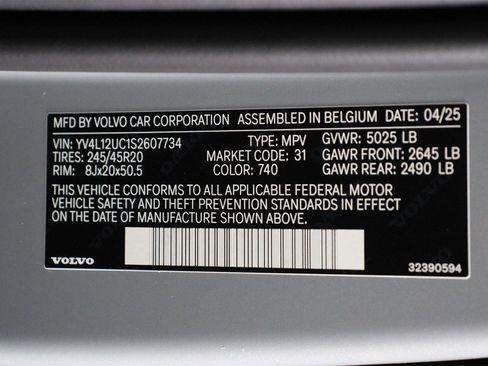 MFD BY VOLVO CAR CORPORATION ASSEMBLED IN BELGIUM DATE: 04/25
VIN: YV4L12UC1S2607734 TYPE: MPV GVWR: 5025 LB
TIRES: 245/45R20 MARKET CODE: 31 GAWR FRONT: 2645 LB
RIM: 8Jx20x50.5 COLOR: 740 GAWR REAR: 2490 LB
THIS VEHICLE CONFORMS TO ALL APPLICABLE FEDERAL MOTOR
VEHICLE SAFETY AND THEFT PREVENTION STANDARDS IN EFFECT
ON THE DATE OF MANUFACTURE SHOWN ABOVE.
VOLVO 32390594